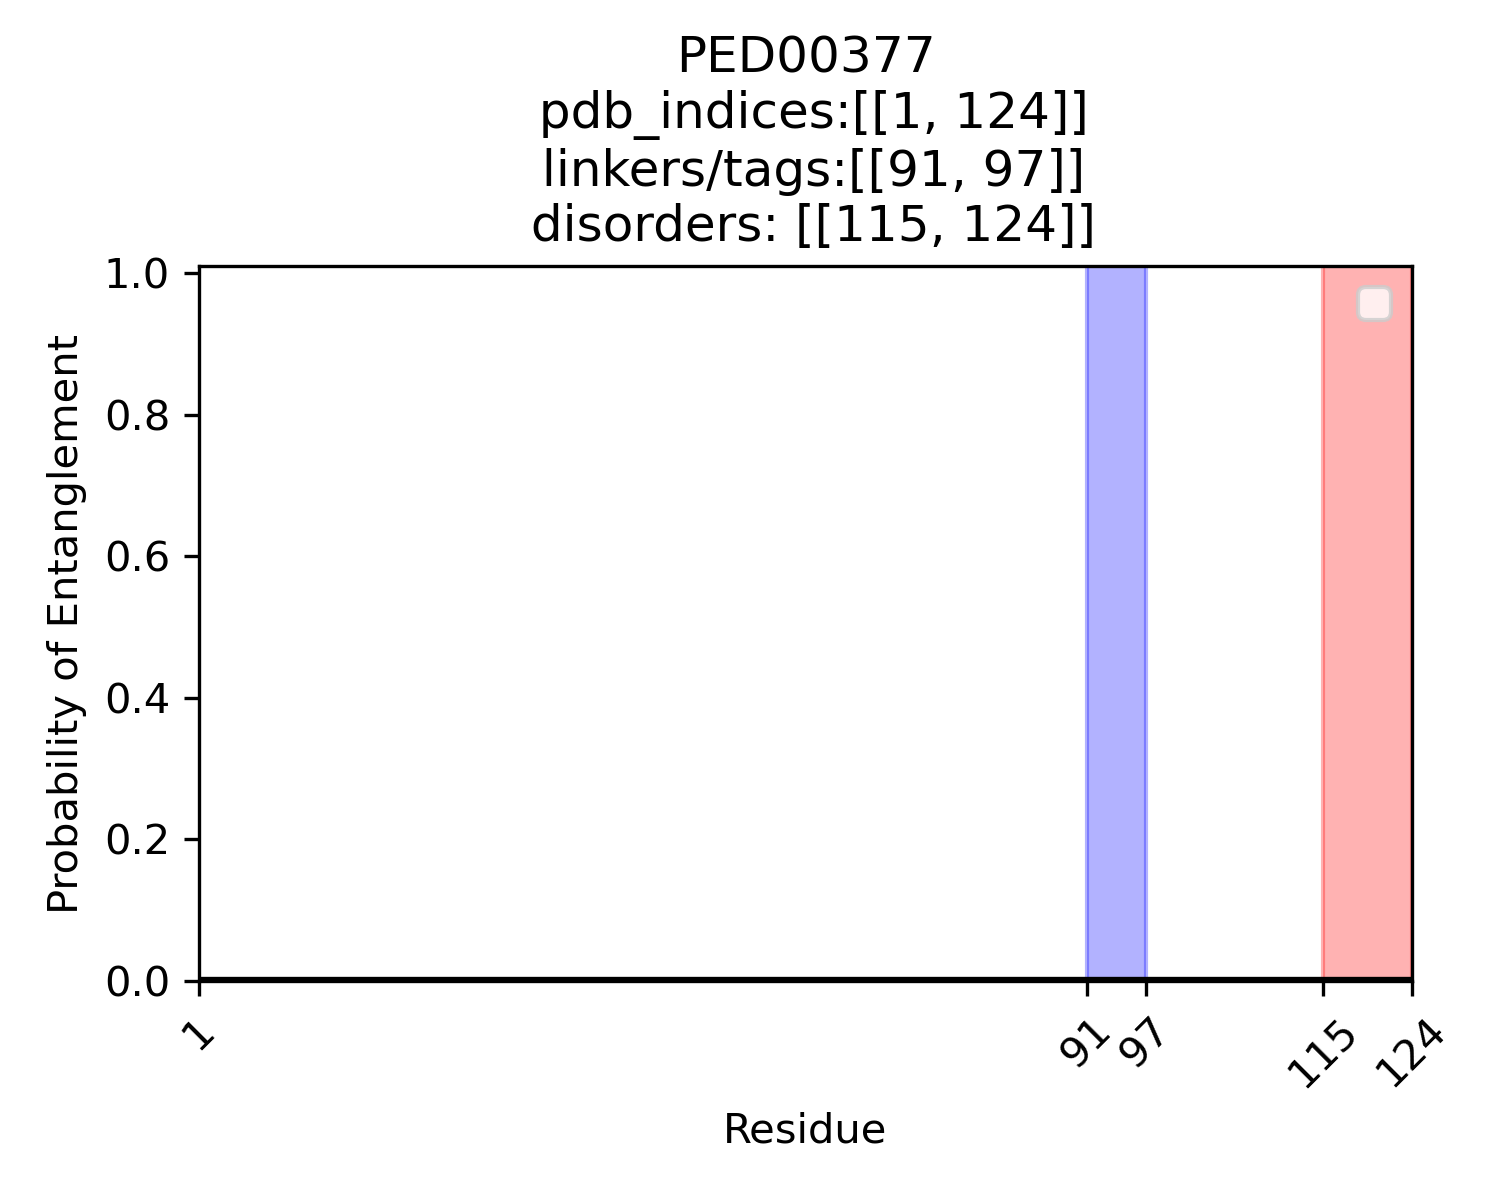 PED00377
pdb_indices:[[1, 124]]
linkers/tags:[[91, 97]]
disorders: [[115, 124]]
1.0
0.8
0.6
0.4
0.2
0.0
Probability of Entanglement
1
91
97
115
124
Residue